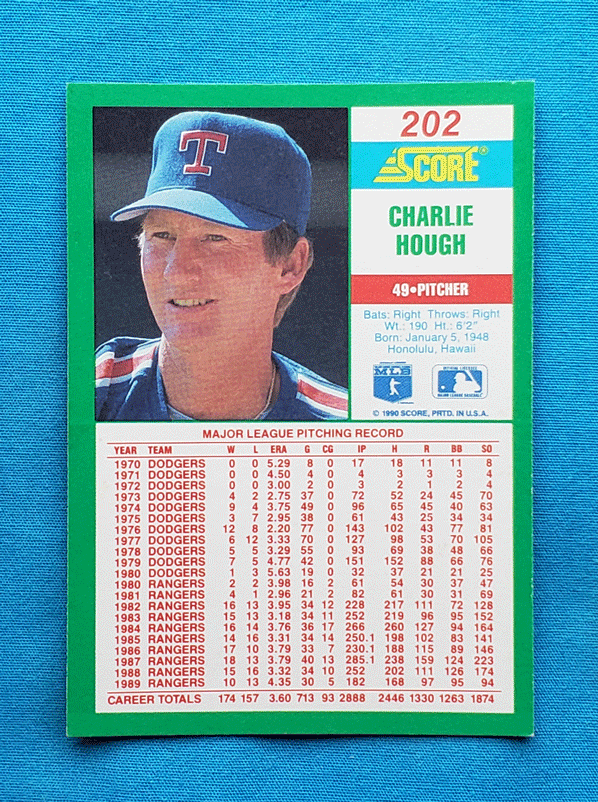 T
202
SCORE®
CHARLIE
HOUGH
49•PITCHER
Bats: Right Throws: Right
Wt.: 190 Ht.: 6'2"
Born: January 5, 1948
Honolulu, Hawaii
MLB
MAJOR LEAGUE BASEBALL
© 1990 SCORE, PRTD. IN U.S.A.
MAJOR LEAGUE PITCHING RECORD
YEAR TEAM W L ERA G CG IP H R BB SO
1970 DODGERS 0 0 5.29 8 0 17 18 11 11 8
1971 DODGERS 0 0 4.50 4 0 4 3 3 3 4
1972 DODGERS 0 0 3.00 2 0 3 2 1 2 4
1973 DODGERS 4 2 2.75 37 0 72 52 24 45 70
1974 DODGERS 9 4 3.75 49 0 96 65 45 40 63
1975 DODGERS 3 7 2.95 38 0 61 43 25 34 34
1976 DODGERS 12 8 2.20 77 0 143 102 43 77 81
1977 DODGERS 6 12 3.33 70 0 127 98 53 70 105
1978 DODGERS 5 5 3.29 55 0 93 69 38 48 66
1979 DODGERS 7 5 4.77 42 0 151 152 88 66 76
1980 DODGERS 1 3 5.63 19 0 32 37 21 21 25
1980 RANGERS 2 2 3.98 16 2 61 54 30 37 47
1981 RANGERS 4 1 2.96 21 2 82 61 30 31 69
1982 RANGERS 16 13 3.95 34 12 228 217 111 72 128
1983 RANGERS 15 13 3.18 34 11 252 219 96 95 152
1984 RANGERS 16 14 3.76 36 17 266 260 127 94 164
1985 RANGERS 14 16 3.31 34 14 250.1 198 102 83 141
1986 RANGERS 17 10 3.79 33 7 230.1 188 115 89 146
1987 RANGERS 18 13 3.79 40 13 285.1 238 159 124 223
1988 RANGERS 15 16 3.32 34 10 252 202 111 126 174
1989 RANGERS 10 13 4.35 30 5 182 168 97 95 94
CAREER TOTALS 174 157 3.60 713 93 2888 2446 1330 1263 1874